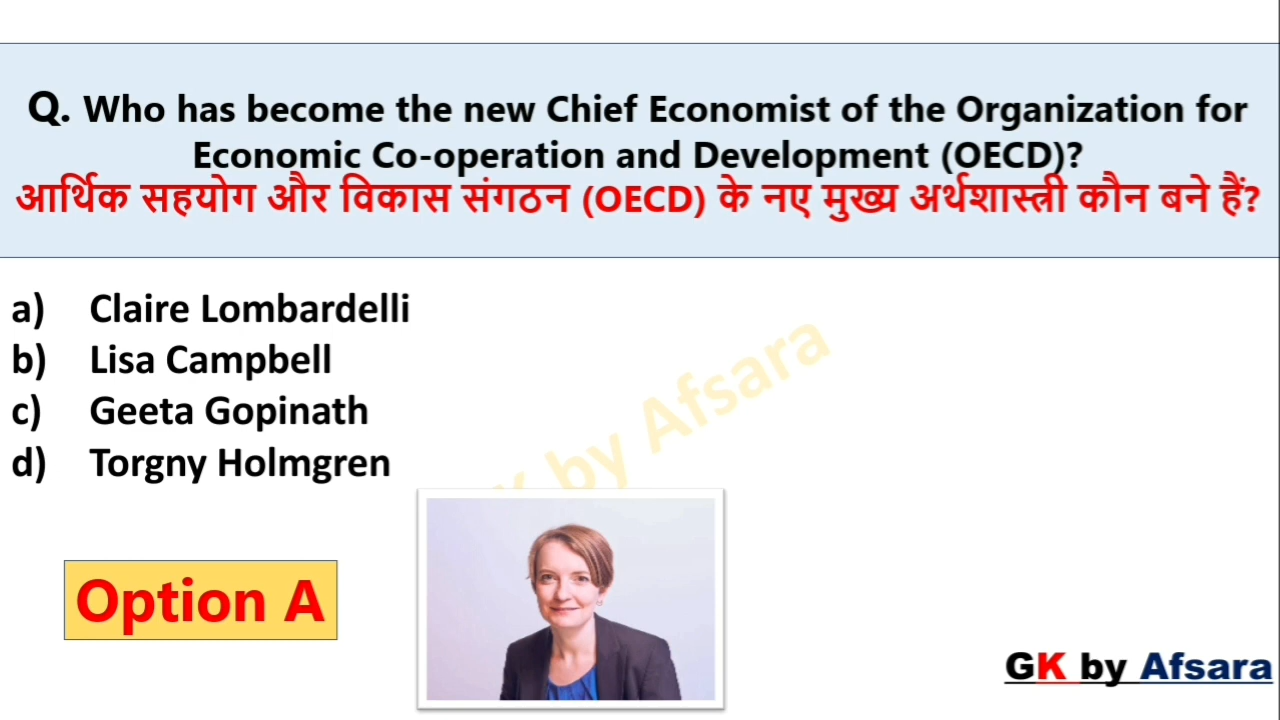 Q. Who has become the new Chief Economist of the Organization for
Economic Co-operation and Development (OECD)?
आर्थिक सहयोग और विकास संगठन (OECD) के नए मुख्य अर्थशास्त्री कौन बने हैं?
a) Claire Lombardelli
b) Lisa Campbell
c) Geeta Gopinath
d) Torgny Holmgren
K by Afsara
Option A
GK by Afsara